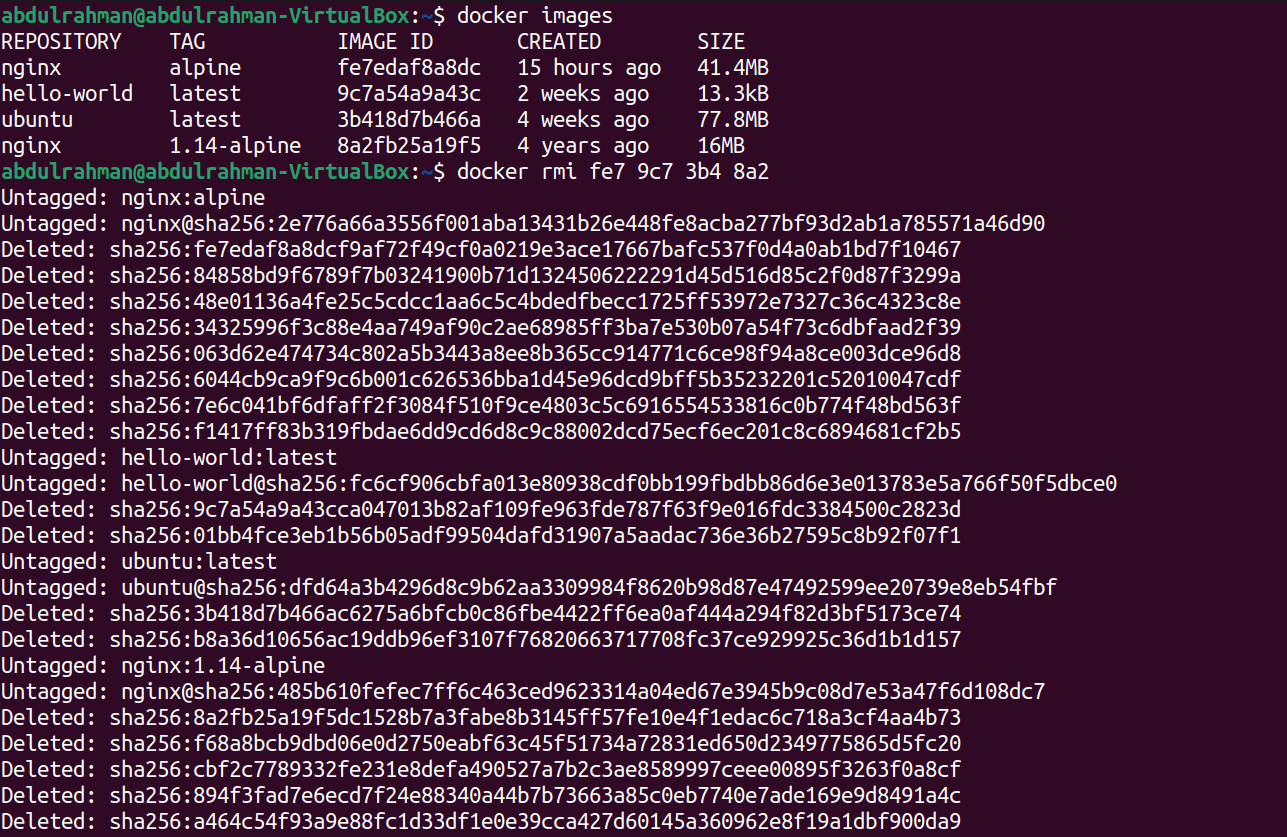 abdulrahman@abdulrahman-VirtualBox:~$ docker images
REPOSITORY    TAG           IMAGE ID       CREATED         SIZE
nginx         alpine        fe7edaf8a8dc   15 hours ago    41.4MB
hello-world   latest        9c7a54a9a43c   2 weeks ago     13.3kB
ubuntu        latest        3b418d7b466a   4 weeks ago     77.8MB
nginx         1.14-alpine   8a2fb25a19f5   4 years ago     16MB
abdulrahman@abdulrahman-VirtualBox:~$ docker rmi fe7 9c7 3b4 8a2
Untagged: nginx:alpine
Untagged: nginx@sha256:2e776a66a3556f001aba13431b26e448fe8acba277bf93d2ab1a785571a46d90
Deleted: sha256:fe7edaf8a8dcf9af72f49cf0a0219e3ace17667bafc537f0d4a0ab1bd7f10467
Deleted: sha256:84858bd9f6789f7b03241900b71d1324506222291d45d516d85c2f0d87f3299a
Deleted: sha256:48e01136a4fe25c5cdcc1aa6c5c4bdedfbecc1725ff53972e7327c36c4323c8e
Deleted: sha256:34325996f3c88e4aa749af90c2ae68985ff3ba7e530b07a54f73c6dbfaad2f39
Deleted: sha256:063d62e474734c802a5b3443a8ee8b365cc914771c6ce98f94a8ce003dce96d8
Deleted: sha256:6044cb9ca9f9c6b001c626536bba1d45e96dcd9bff5b35232201c52010047cdf
Deleted: sha256:7e6c041bf6dfaff2f3084f510f9ce4803c5c6916554533816c0b774f48bd563f
Deleted: sha256:f1417ff83b319fbdae6dd9cd6d8c9c88002dcd75ecf6ec201c8c6894681cf2b5
Untagged: hello-world:latest
Untagged: hello-world@sha256:fc6cf906cbfa013e80938cdf0bb199fbdbb86d6e3e013783e5a766f50f5dbce0
Deleted: sha256:9c7a54a9a43cca047013b82af109fe963fde787f63f9e016fdc3384500c2823d
Deleted: sha256:01bb4fce3eb1b56b05adf99504dafd31907a5aadac736e36b27595c8b92f07f1
Untagged: ubuntu:latest
Untagged: ubuntu@sha256:dfd64a3b4296d8c9b62aa3309984f8620b98d87e47492599ee20739e8eb54fbf
Deleted: sha256:3b418d7b466ac6275a6bfcb0c86fbe4422ff6ea0af444a294f82d3bf5173ce74
Deleted: sha256:b8a36d10656ac19ddb96ef3107f76820663717708fc37ce929925c36d1b1d157
Untagged: nginx:1.14-alpine
Untagged: nginx@sha256:485b610fefec7ff6c463ced9623314a04ed67e3945b9c08d7e53a47f6d108dc7
Deleted: sha256:8a2fb25a19f5dc1528b7a3fabe8b3145ff57fe10e4f1edac6c718a3cf4aa4b73
Deleted: sha256:f68a8bcb9dbd06e0d2750eabf63c45f51734a72831ed650d2349775865d5fc20
Deleted: sha256:cbf2c7789332fe231e8defa490527a7b2c3ae8589997ceee00895f3263f0a8cf
Deleted: sha256:894f3fad7e6ecd7f24e88340a44b7b73663a85c0eb7740e7ade169e9d8491a4c
Deleted: sha256:a464c54f93a9e88fc1d33df1e0e39cca427d60145a360962e8f19a1dbf900da9